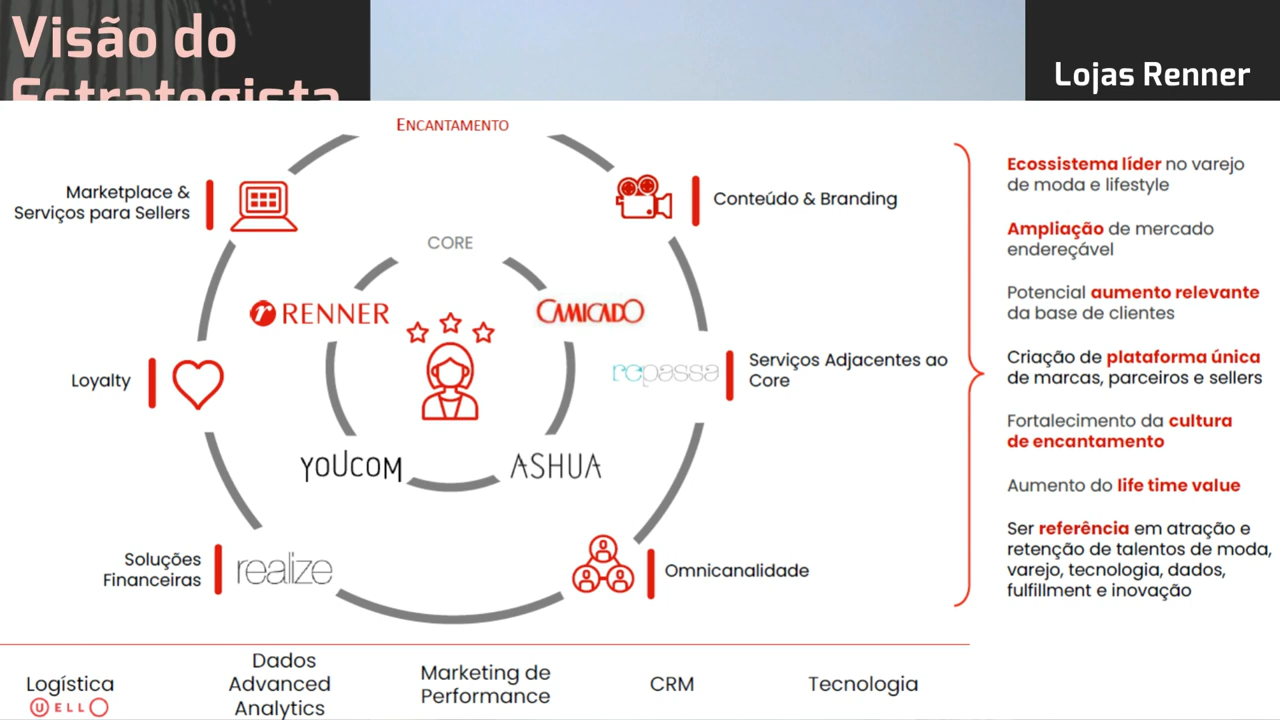 Visão do
Estrategista
Lojas Renner
ENCANTAMENTO
Marketplace &
Serviços para Sellers
Conteúdo & Branding
CORE
RENNER
CAMICADO
Loyalty
repassa
Serviços Adjacentes ao
Core
YOUCOM
ASHUA
Soluções
Financeiras
realize
Omnicanalidade
Ecossistema líder no varejo
de moda e lifestyle
Ampliação de mercado
endereçável
Potencial aumento relevante
da base de clientes
Criação de plataforma única
de marcas, parceiros e sellers
Fortalecimento da cultura
de encantamento
Aumento do life time value
Ser referência em atração e
retenção de talentos de moda,
varejo, tecnologia, dados,
fulfillment e inovação
Logística
UELLO
Dados
Advanced
Analytics
Marketing de
Performance
CRM
Tecnologia